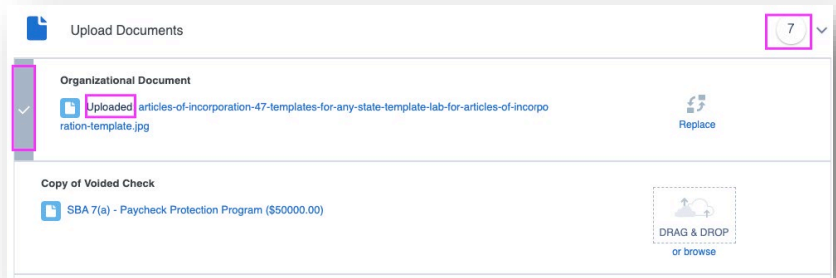 Upload Documents
7
Organizational Document
Uploaded: articles-of-incorporation-47-templates-for-any-state-template-lab-for-articles-of-incorpo
ration-template.jpg
Replace
Copy of Voided Check
SBA 7(a) - Paycheck Protection Program ($50000.00)
DRAG & DROP
or browse